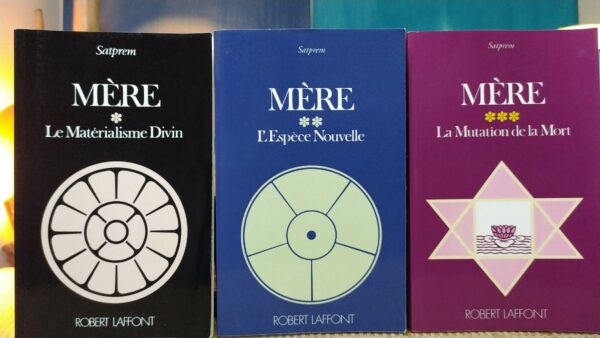 Satprem
MÈRE
*
Le Matérialisme Divin
ROBERT LAFFONT
Satprem
MÈRE
**
L'Espèce Nouvelle
ROBERT LAFFONT
Satprem
MÈRE
***
La Mutation de la Mort
ROBERT LAFFONT